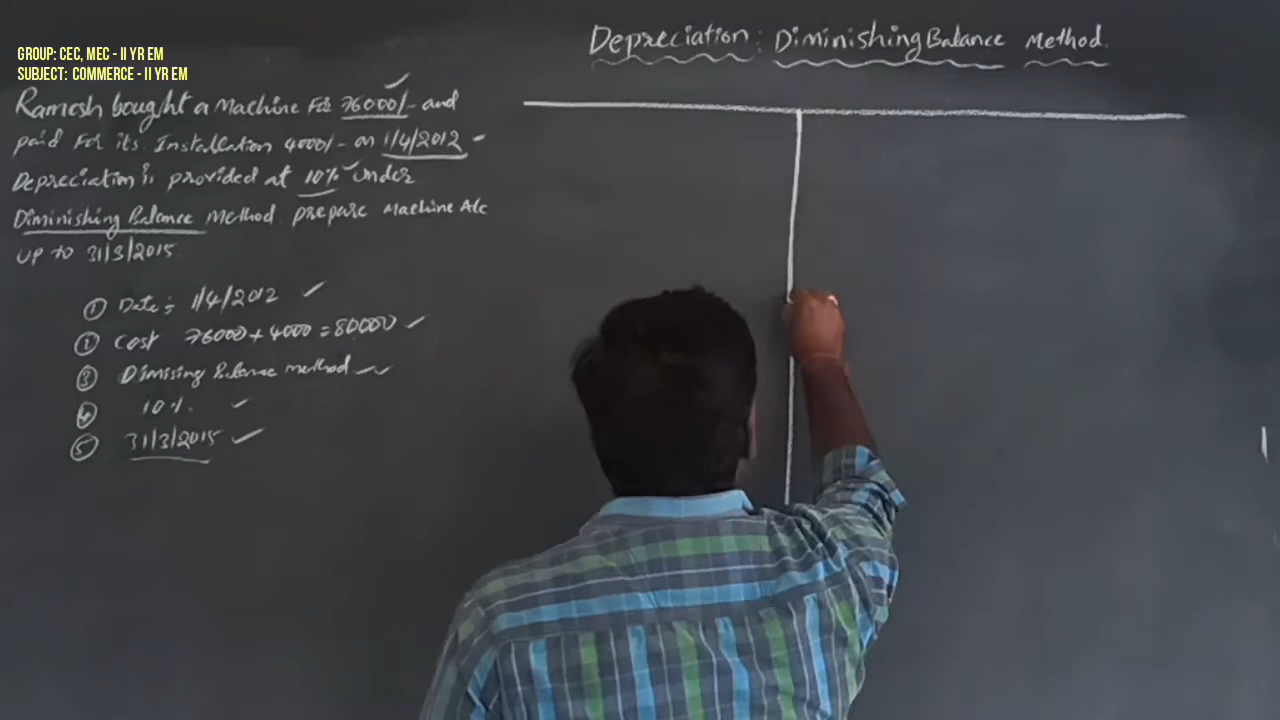 GROUP: CEC, MEC - II YR EM
SUBJECT: COMMERCE - II YR EM
Depreciation: Diminishing Balance Method.
Ramesh bought a Machine For 76000/- and
paid For its Installation 4000/- on 1/4/2012
Depreciation is provided at 10% under
Diminishing Balance Method. prepare Machine A/c
up to 31/3/2015.
① Date: 1/4/2012
② Cost 76000 + 4000 = 80000
③ Dimising Balance method
④ 10%.
⑤ 31/3/2015